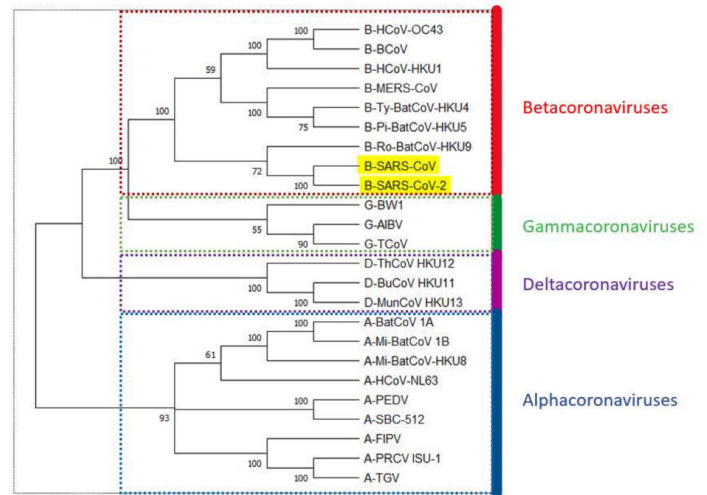 100
B-HCoV-OC43
B-BCoV
100
B-HCoV-HKU1
59
B-MERS-CoV
100
B-Ty-BatCoV-HKU4
75
B-Pi-BatCoV-HKU5
100
B-Ro-BatCoV-HKU9
72
B-SARS-CoV
100
B-SARS-CoV-2
Betacoronaviruses
100
G-BW1
55
G-AIBV
90
G-TCoV
Gammacoronaviruses
D-ThCoV HKU12
100
D-BuCoV HKU11
100
D-MunCoV HKU13
Deltacoronaviruses
100
A-BatCoV 1A
100
A-Mi-BatCoV 1B
61
A-Mi-BatCoV-HKU8
A-HCoV-NL63
93
100
A-PEDV
A-SBC-512
A-FIPV
100
A-PRCV ISU-1
100
A-TGV
Alphacoronaviruses